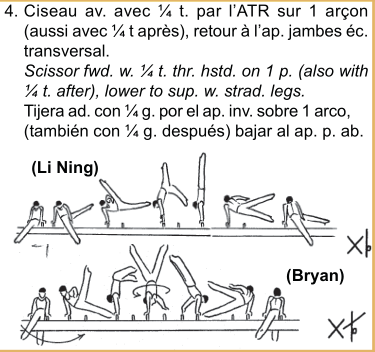 4. Ciseau av. avec ¼ t. par l'ATR sur 1 arçon
(aussi avec ¼ t après), retour à l'ap. jambes éc.
transversal.
Scissor fwd. w. ¼ t. thr. hstd. on 1 p. (also with
¼ t. after), lower to sup. w. strad. legs.
Tijera ad. con ¼ g. por el ap. inv. sobre 1 arco,
(también con ¼ g. después) bajar al ap. p. ab.
(Li Ning)
(Bryan)